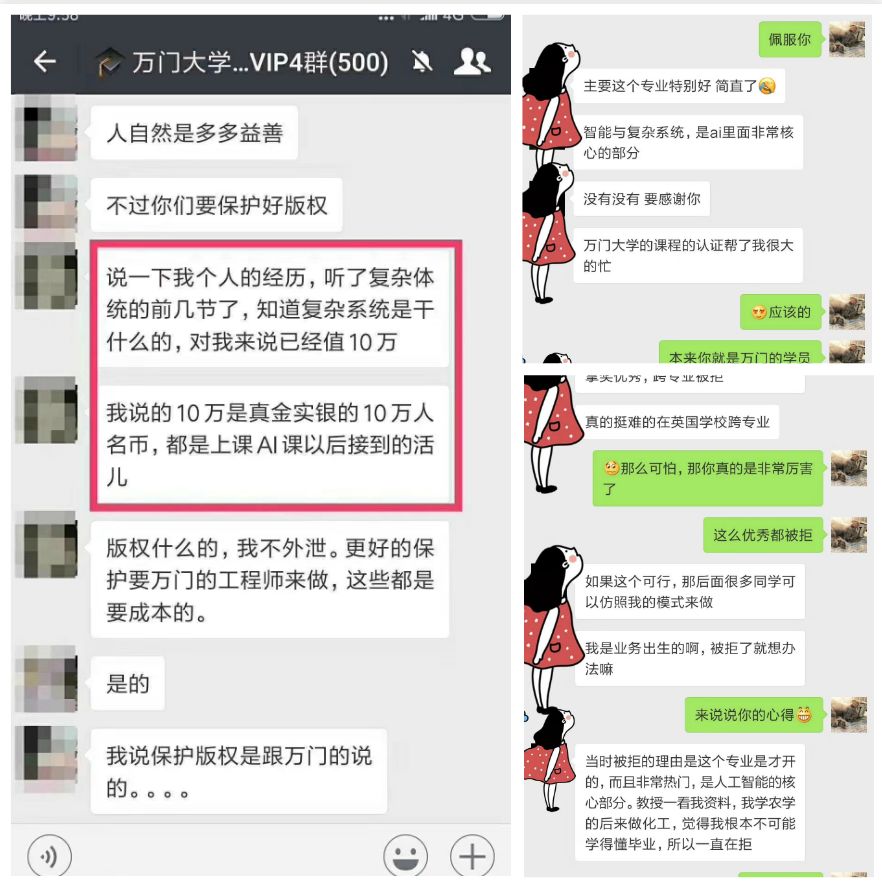 晚上9:58
4G
万门大学...VIP4群(500)
人自然是多多益善
不过你们要保护好版权
说一下我个人的经历，听了复杂体
统的前几节了，知道复杂系统是干
什么的，对我来说已经值10万
我说的10万是真金实银的10万人
名币，都是上课AI课以后接到的活
儿
版权什么的，我不外泄。更好的保
护要万门的工程师来做，这些都是
要成本的。
是的
我说保护版权是跟万门的说
的。。。。
佩服你
主要这个专业特别好 简直了
智能与复杂系统，是ai里面非常核
心的部分
没有没有 要感谢你
万门大学的课程的认证帮了我很大
的忙
应该的
本来你就是万门的学员
拿奖优秀，跨专业被拒
真的挺难的在英国学校跨专业
那么可怕，那你真的是非常厉害
了
这么优秀都被拒
如果这个可行，那后面很多同学可
以仿照我的模式来做
我是业务出生的啊，被拒了就想办
法嘛
来说说你的心得
当时被拒的理由是这个专业是才开
的，而且非常热门，是人工智能的核
心部分。教授一看我资料，我学农学
的后来做化工，觉得我根本不可能
学得懂毕业，所以一直在拒